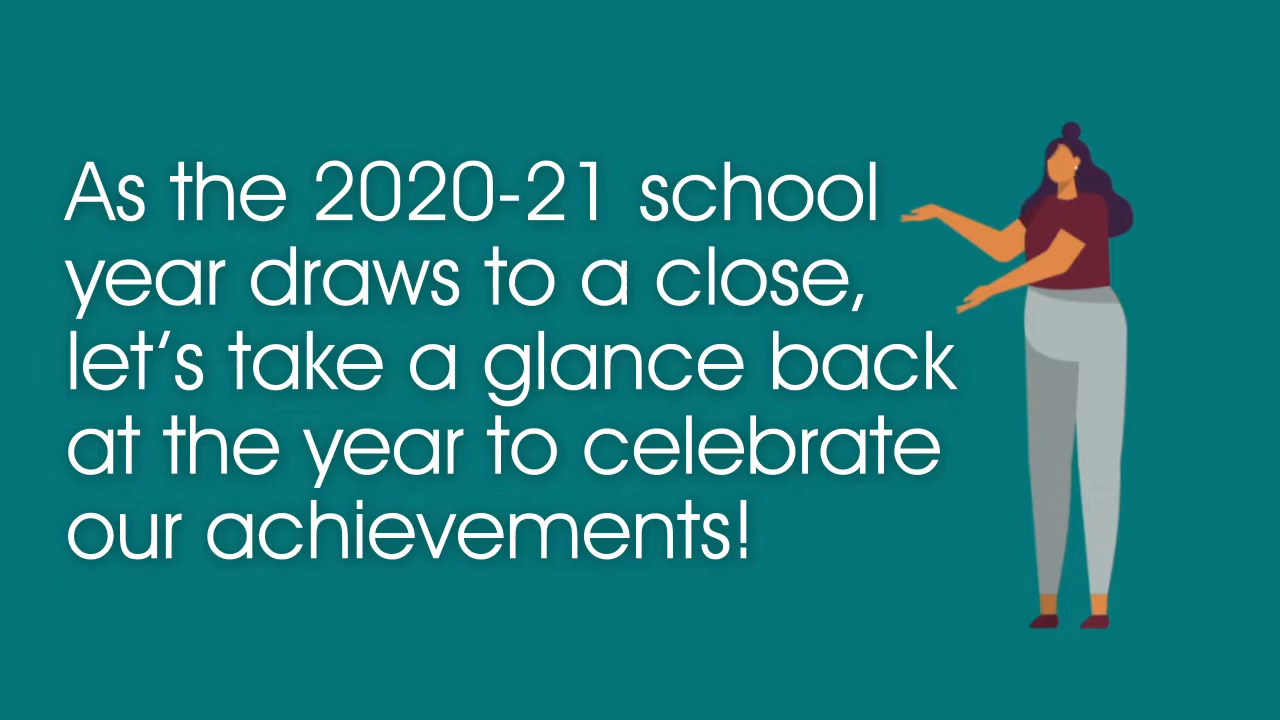 As the 2020-21 school
year draws to a close,
let’s take a glance back
at the year to celebrate
our achievements!